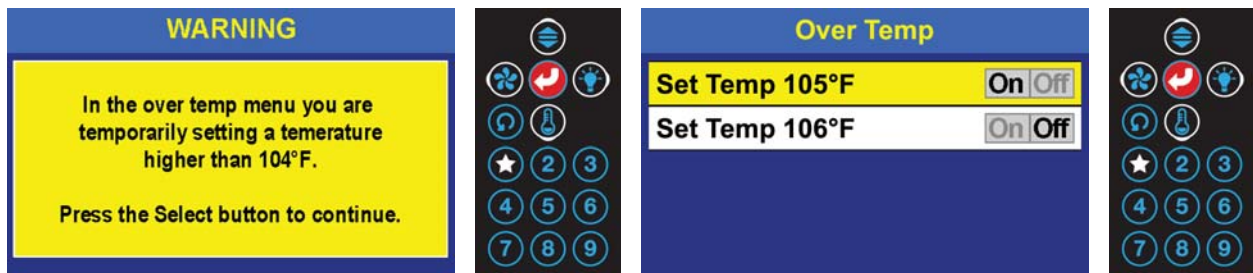 WARNING
In the over temp menu you are
temporarily setting a temerature
higher than 104°F.
Press the Select button to continue.
2 3
4 5 6
7 8 9
Over Temp
Set Temp 105°F On Off
Set Temp 106°F On Off
2 3
4 5 6
7 8 9